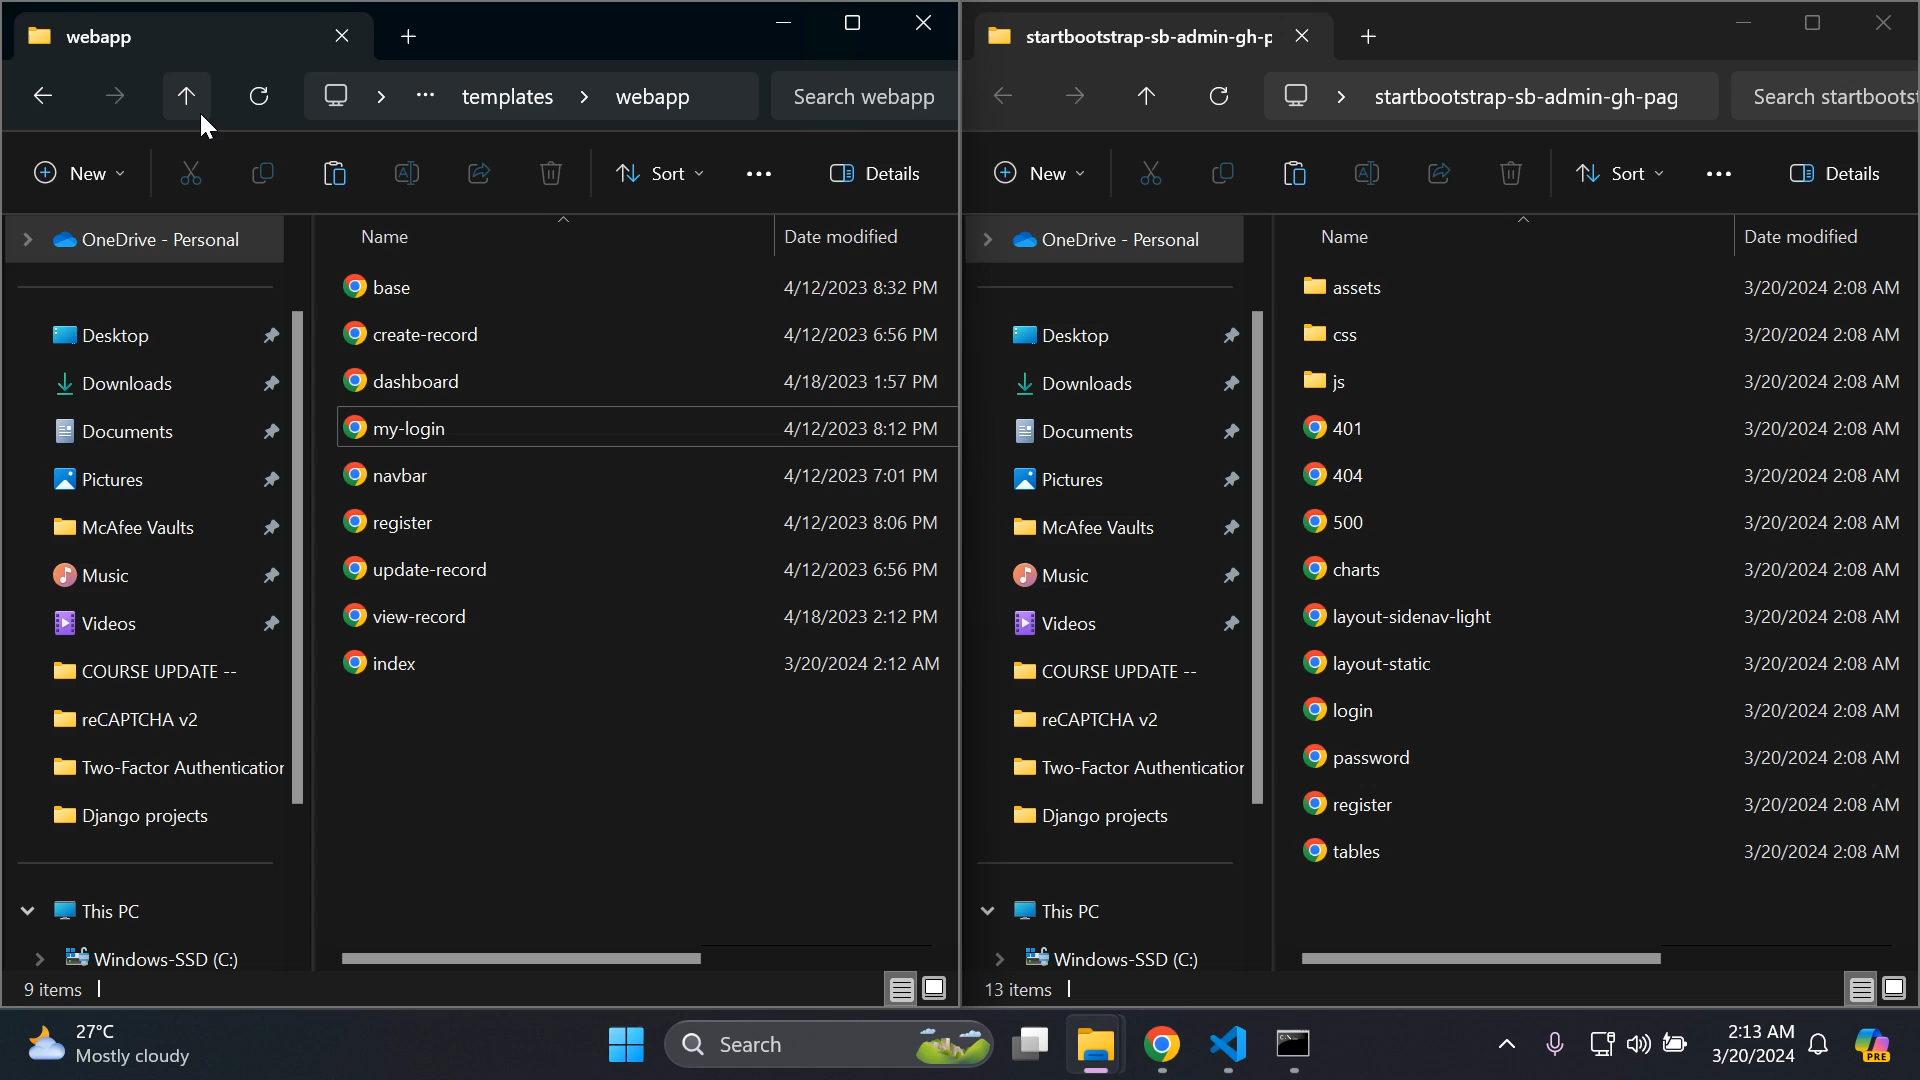 webapp
templates
webapp
Search webapp
New
Sort
Details
OneDrive - Personal
Desktop
Downloads
Documents
Pictures
McAfee Vaults
Music
Videos
COURSE UPDATE --
reCAPTCHA v2
Two-Factor Authentication
Django projects
This PC
Windows-SSD (C:)
Name Date modified
base 4/12/2023 8:32 PM
create-record 4/12/2023 6:56 PM
dashboard 4/18/2023 1:57 PM
my-login 4/12/2023 8:12 PM
navbar 4/12/2023 7:01 PM
register 4/12/2023 8:06 PM
update-record 4/12/2023 6:56 PM
view-record 4/18/2023 2:12 PM
index 3/20/2024 2:12 AM
9 items
startbootstrap-sb-admin-gh-p
startbootstrap-sb-admin-gh-pag
Search startboots
New
Sort
Details
OneDrive - Personal
Desktop
Downloads
Documents
Pictures
McAfee Vaults
Music
Videos
COURSE UPDATE --
reCAPTCHA v2
Two-Factor Authentication
Django projects
This PC
Windows-SSD (C:)
Name Date modified
assets 3/20/2024 2:08 AM
css 3/20/2024 2:08 AM
js 3/20/2024 2:08 AM
401 3/20/2024 2:08 AM
404 3/20/2024 2:08 AM
500 3/20/2024 2:08 AM
charts 3/20/2024 2:08 AM
layout-sidenav-light 3/20/2024 2:08 AM
layout-static 3/20/2024 2:08 AM
login 3/20/2024 2:08 AM
password 3/20/2024 2:08 AM
register 3/20/2024 2:08 AM
tables 3/20/2024 2:08 AM
13 items
27°C
Mostly cloudy
Search
2:13 AM
3/20/2024
PRE